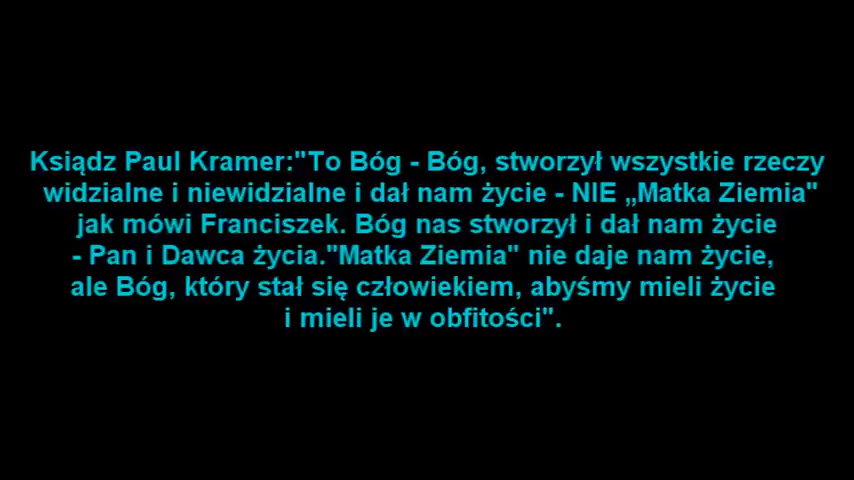 Ksiądz Paul Kramer:"To Bóg - Bóg, stworzył wszystkie rzeczy
widzialne i niewidzialne i dał nam życie - NIE „Matka Ziemia"
jak mówi Franciszek. Bóg nas stworzył i dał nam życie
- Pan i Dawca życia."Matka Ziemia" nie daje nam życie,
ale Bóg, który stał się człowiekiem, abyśmy mieli życie
i mieli je w obfitości".